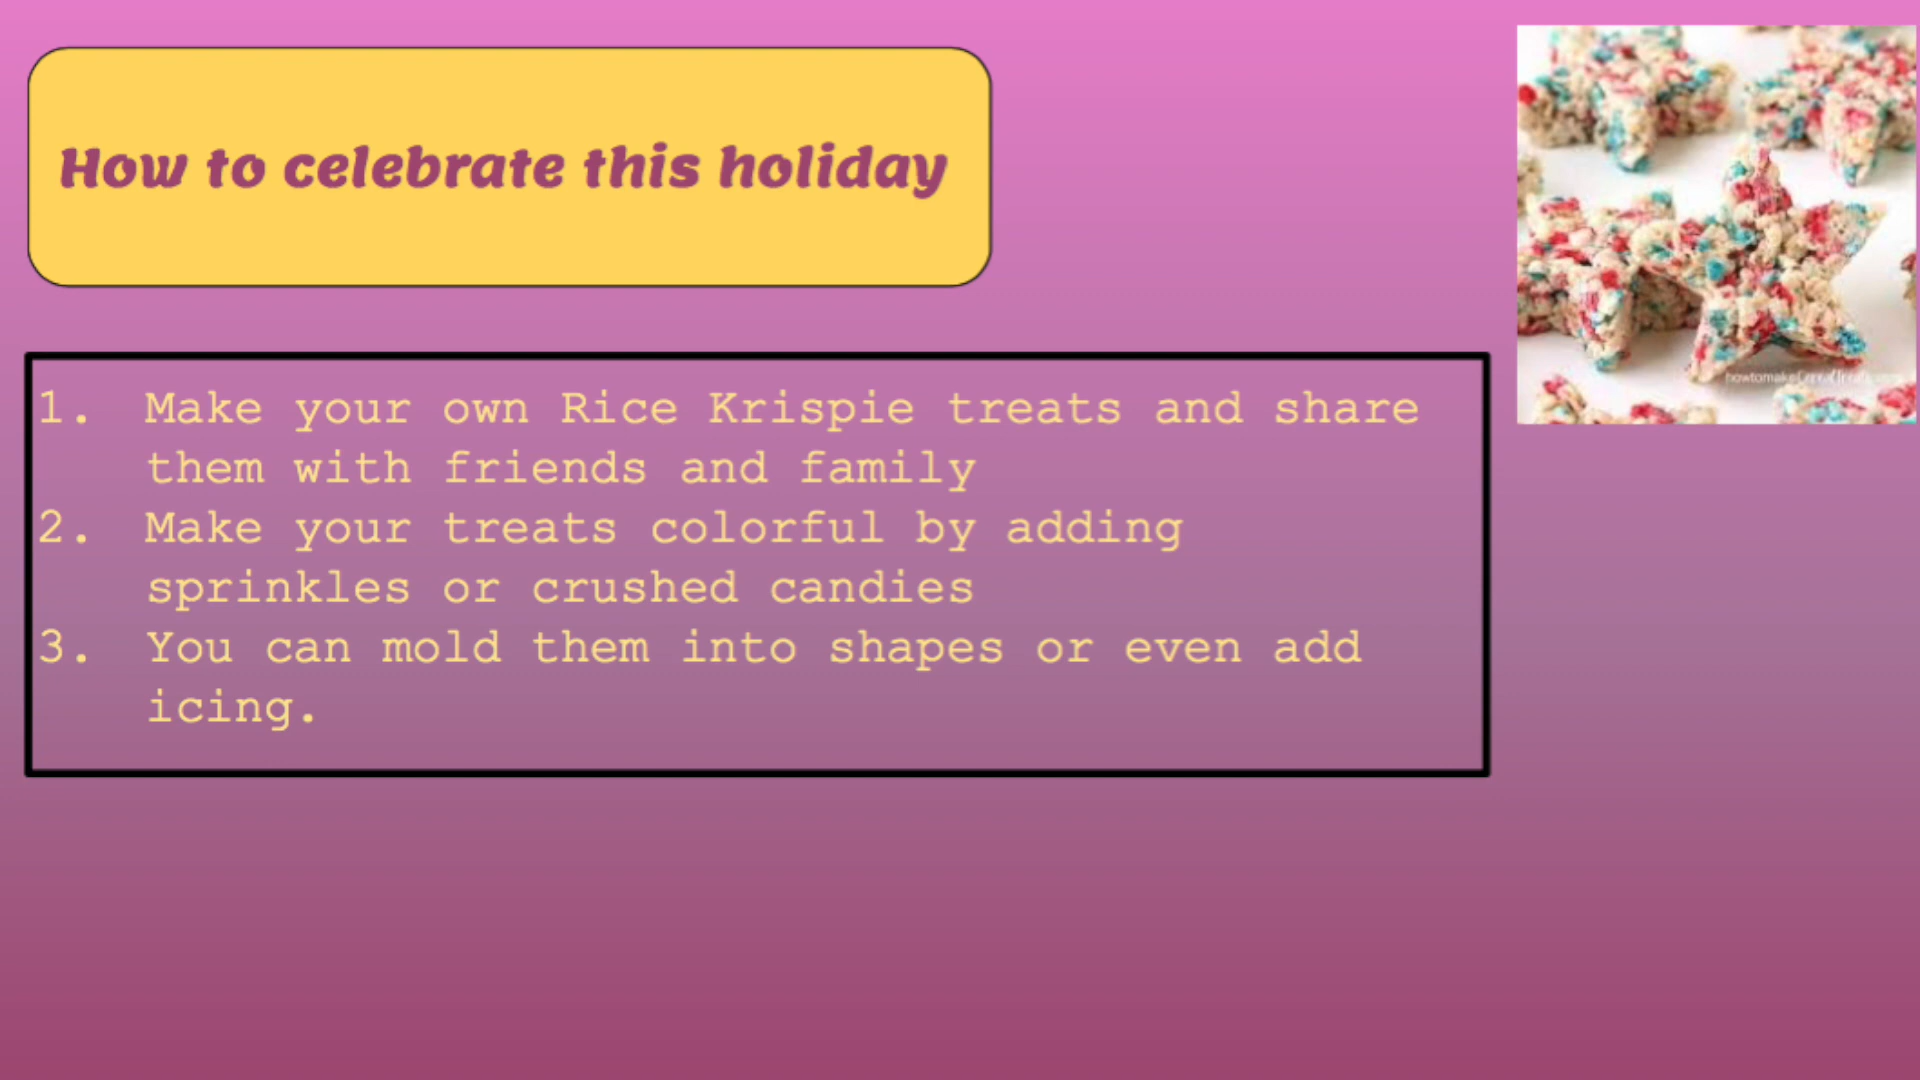 How to celebrate this holiday
1. Make your own Rice Krispie treats and share
them with friends and family
2. Make your treats colorful by adding
sprinkles or crushed candies
3. You can mold them into shapes or even add
icing.